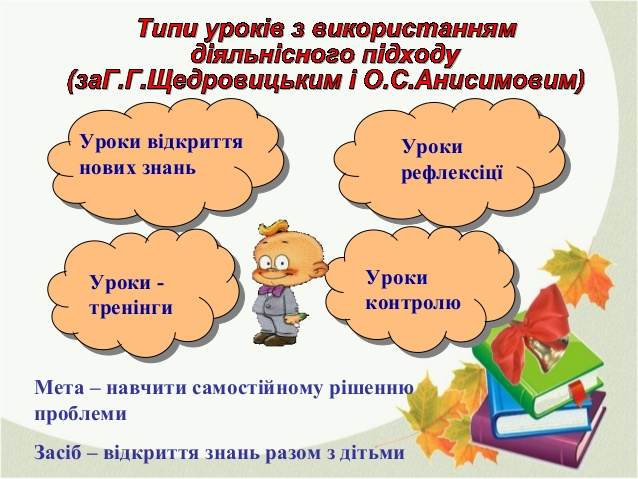 Типи уроків з використанням
діяльнісного підходу
(заГ.Г.Щедровицьким і О.С.Анисимовим)
Уроки відкриття
нових знань
Уроки
рефлексіцї
Уроки -
тренінги
Уроки
контролю
Мета – навчити самостійному рішенню
проблеми
Засіб – відкриття знань разом з дітьми